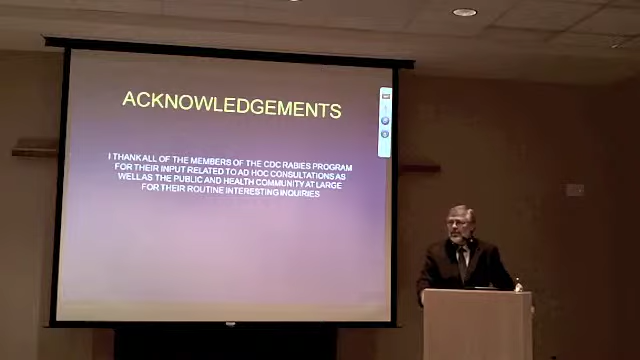 ACKNOWLEDGEMENTS
I THANK ALL OF THE MEMBERS OF THE CDC RABIES PROGRAM
FOR THEIR INPUT RELATED TO AD HOC CONSULTATIONS AS
WELL AS THE PUBLIC AND HEALTH COMMUNITY AT LARGE
FOR THEIR ROUTINE INTERESTING INQUIRIES